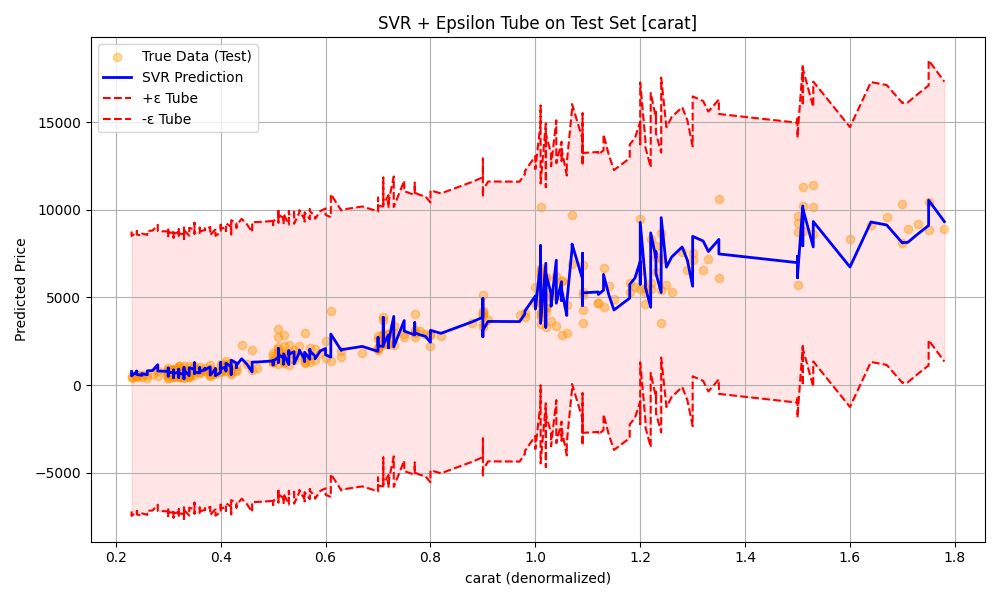 SVR + Epsilon Tube on Test Set [carat]
True Data (Test)
SVR Prediction
+ε Tube
-ε Tube
Predicted Price
15000
10000
5000
0
−5000
0.2 0.4 0.6 0.8 1.0 1.2 1.4 1.6 1.8
carat (denormalized)